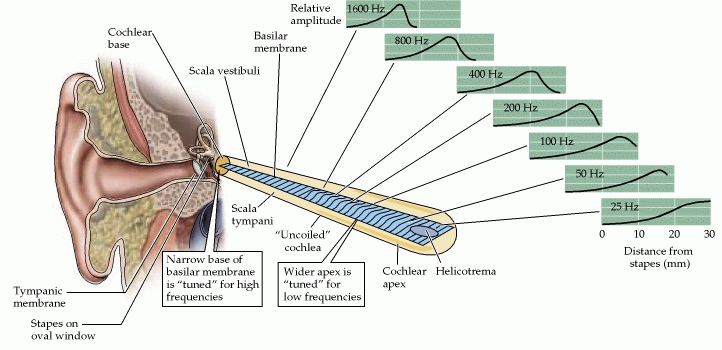 Relative
amplitude
1600 Hz
Cochlear
base
Basilar
membrane
800 Hz
Scala vestibuli
400 Hz
200 Hz
100 Hz
50 Hz
25 Hz
Scala
tympani
"Uncoiled"
cochlea
0 10 20 30
Distance from
stapes (mm)
Narrow base of
basilar membrane
is "tuned" for high
frequencies
Wider apex is
"tuned" for
low frequencies
Cochlear
apex
Helicotrema
Tympanic
membrane
Stapes on
oval window